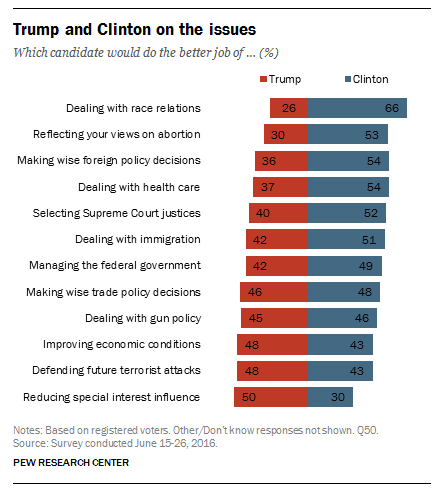 Trump and Clinton on the issues
Which candidate would do the better job of ... (%)
Trump Clinton
Dealing with race relations 26 66
Reflecting your views on abortion 30 53
Making wise foreign policy decisions 36 54
Dealing with health care 37 54
Selecting Supreme Court justices 40 52
Dealing with immigration 42 51
Managing the federal government 42 49
Making wise trade policy decisions 46 48
Dealing with gun policy 45 46
Improving economic conditions 48 43
Defending future terrorist attacks 48 43
Reducing special interest influence 50 30
Notes: Based on registered voters. Other/Don't know responses not shown. Q50.
Source: Survey conducted June 15-26, 2016.
PEW RESEARCH CENTER